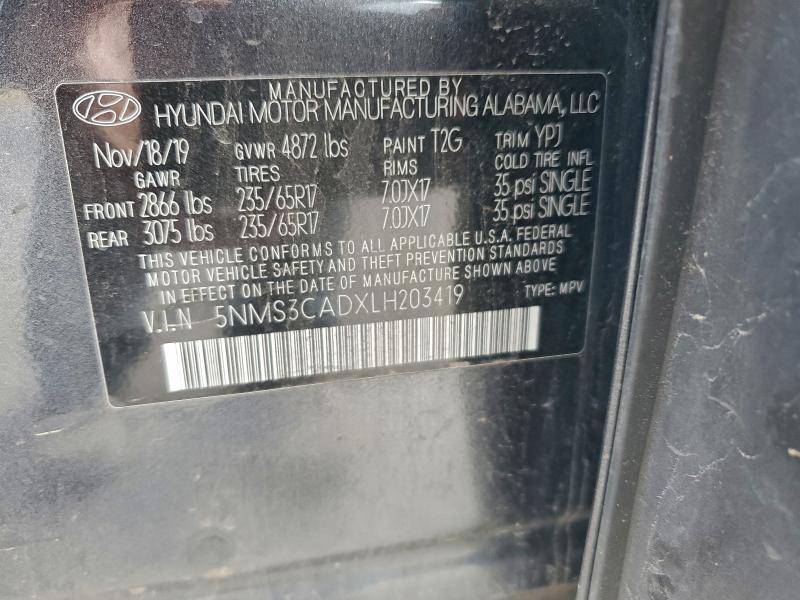 MANUFACTURED BY
HYUNDAI MOTOR MANUFACTURING ALABAMA, LLC
Nov/18/19 GVWR 4872 lbs PAINT T2G TRIM YPJ
GAWR TIRES RIMS COLD TIRE INFL
FRONT 2866 lbs 235/65R17 7.0JX17 35 psi SINGLE
REAR 3075 lbs 235/65R17 7.0JX17 35 psi SINGLE
THIS VEHICLE CONFORMS TO ALL APPLICABLE U.S.A. FEDERAL
MOTOR VEHICLE SAFETY AND THEFT PREVENTION STANDARDS
IN EFFECT ON THE DATE OF MANUFACTURE SHOWN ABOVE
V.I.N 5NMS3CADXLH203419 TYPE: MPV